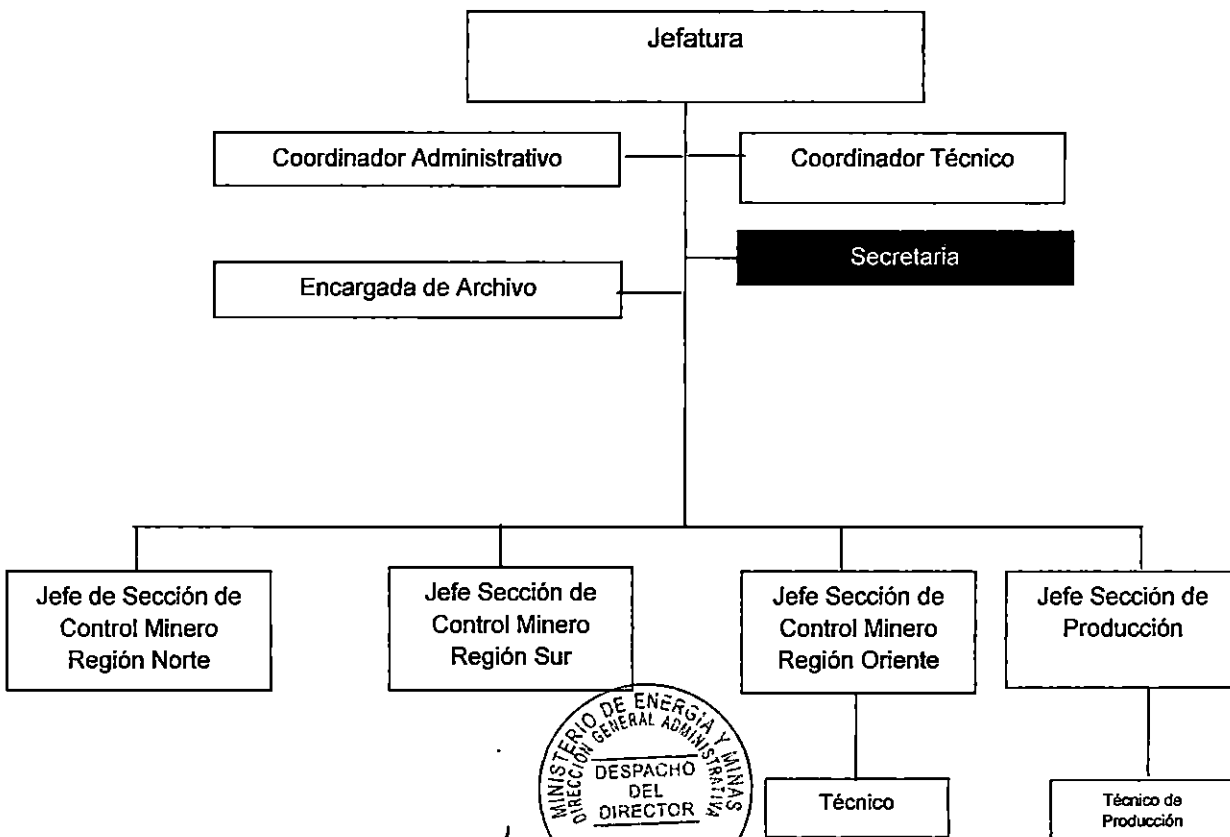 Jefatura
Coordinador Administrativo
Coordinador Técnico
Secretaria
Encargada de Archivo
Jefe de Sección de
Control Minero
Región Norte
Jefe Sección de
Control Minero
Región Sur
Jefe Sección de
Control Minero
Región Oriente
Jefe Sección de
Producción
MINISTERIO DE ENERGIA Y MINAS
DIRECCIÓN GENERAL ADMINISTRATIVA
DESPACHO
DEL
DIRECTOR
Técnico
Técnico de
Producción